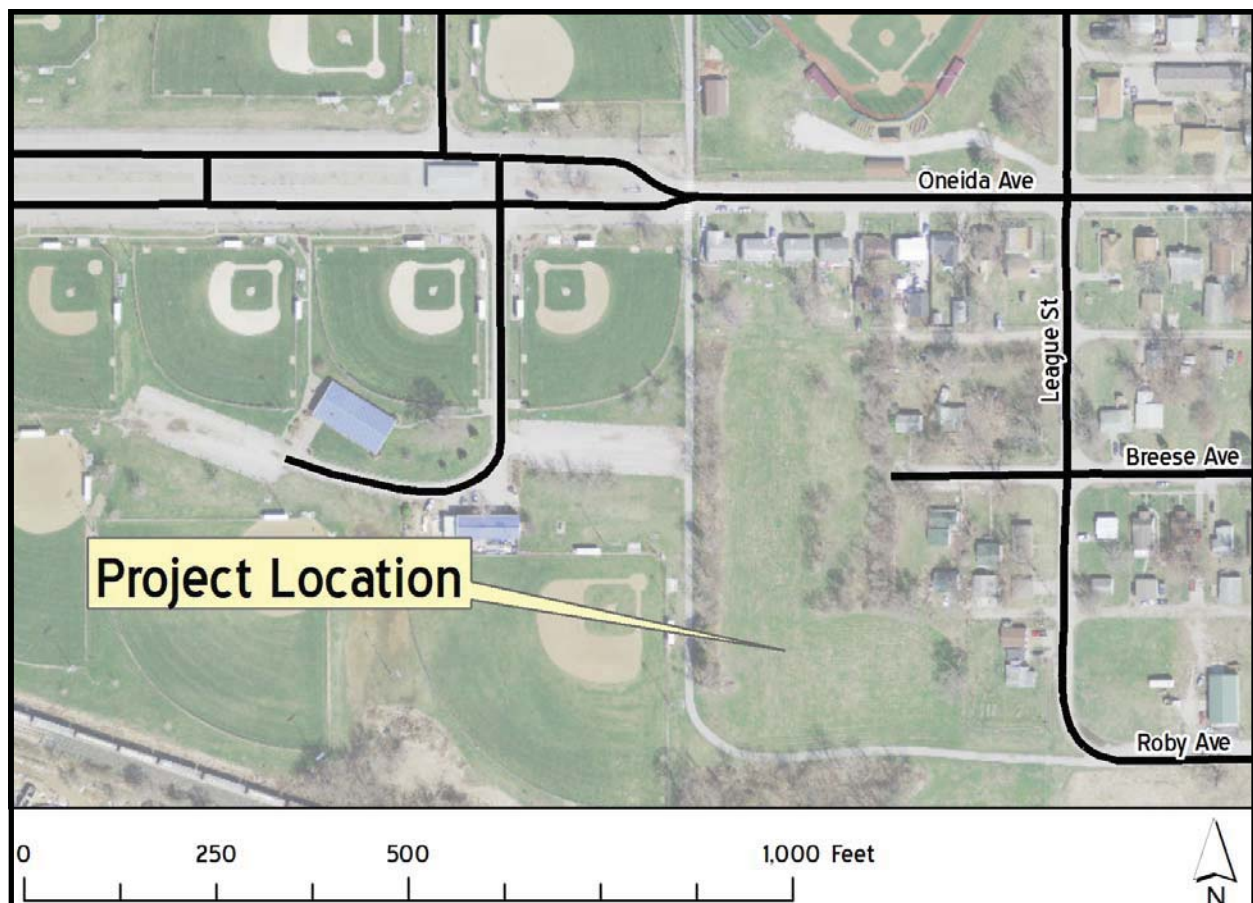 Oneida Ave
League St
Breese Ave
Project Location
Roby Ave
0 250 500 1,000 Feet
N